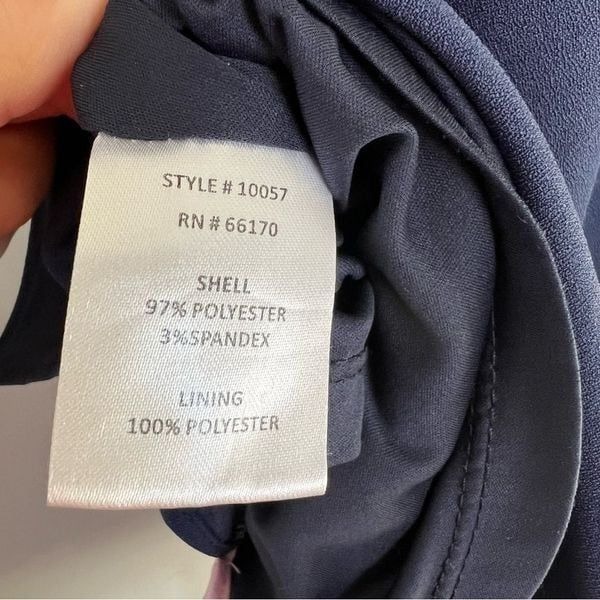 STYLE # 10057
RN # 66170
SHELL
97% POLYESTER
3%SPANDEX
LINING
100% POLYESTER